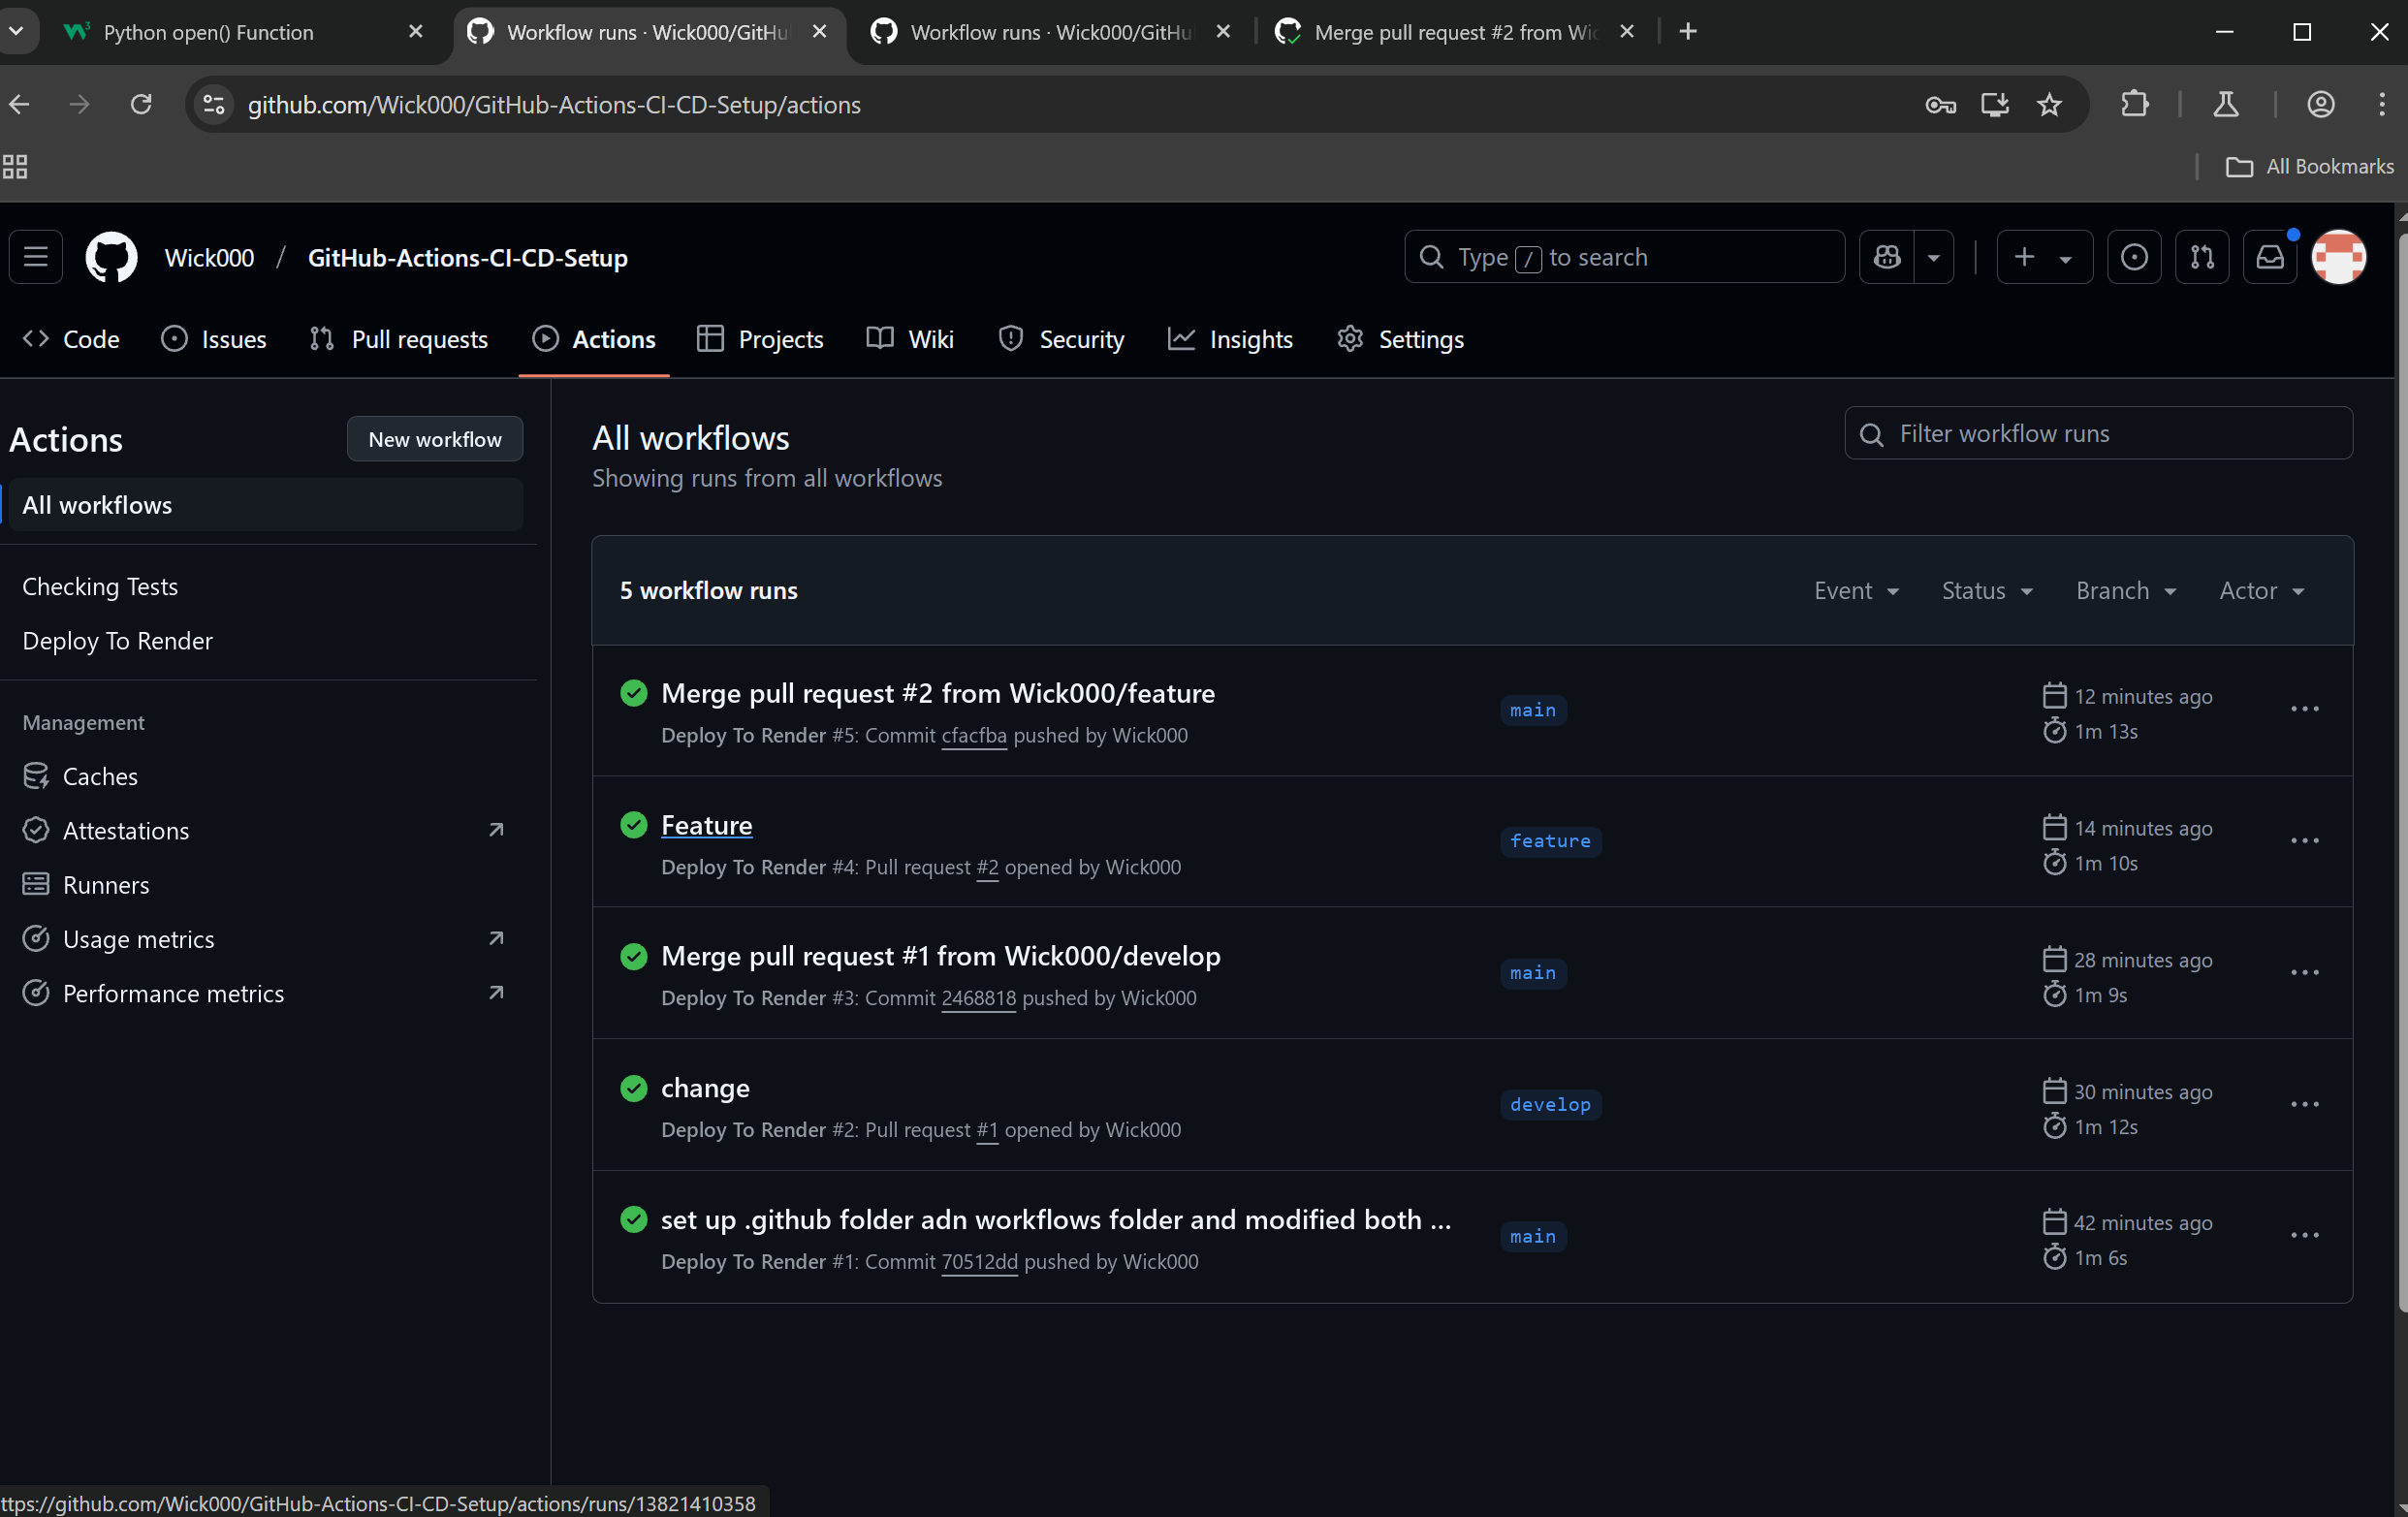 Python open() Function
Workflow runs · Wick000/GitHu
Workflow runs · Wick000/GitHu
Merge pull request #2 from Wic
github.com/Wick000/GitHub-Actions-CI-CD-Setup/actions
All Bookmarks
Wick000 / GitHub-Actions-CI-CD-Setup
Type / to search
Code
Issues
Pull requests
Actions
Projects
Wiki
Security
Insights
Settings
Actions
New workflow
All workflows
Checking Tests
Deploy To Render
Management
Caches
Attestations
Runners
Usage metrics
Performance metrics
All workflows
Showing runs from all workflows
Filter workflow runs
5 workflow runs
Event
Status
Branch
Actor
Merge pull request #2 from Wick000/feature
Deploy To Render #5: Commit cfacfba pushed by Wick000
main
12 minutes ago
1m 13s
Feature
Deploy To Render #4: Pull request #2 opened by Wick000
feature
14 minutes ago
1m 10s
Merge pull request #1 from Wick000/develop
Deploy To Render #3: Commit 2468818 pushed by Wick000
main
28 minutes ago
1m 9s
change
Deploy To Render #2: Pull request #1 opened by Wick000
develop
30 minutes ago
1m 12s
set up .github folder adn workflows folder and modified both ...
Deploy To Render #1: Commit 70512dd pushed by Wick000
main
42 minutes ago
1m 6s
ttps://github.com/Wick000/GitHub-Actions-CI-CD-Setup/actions/runs/13821410358